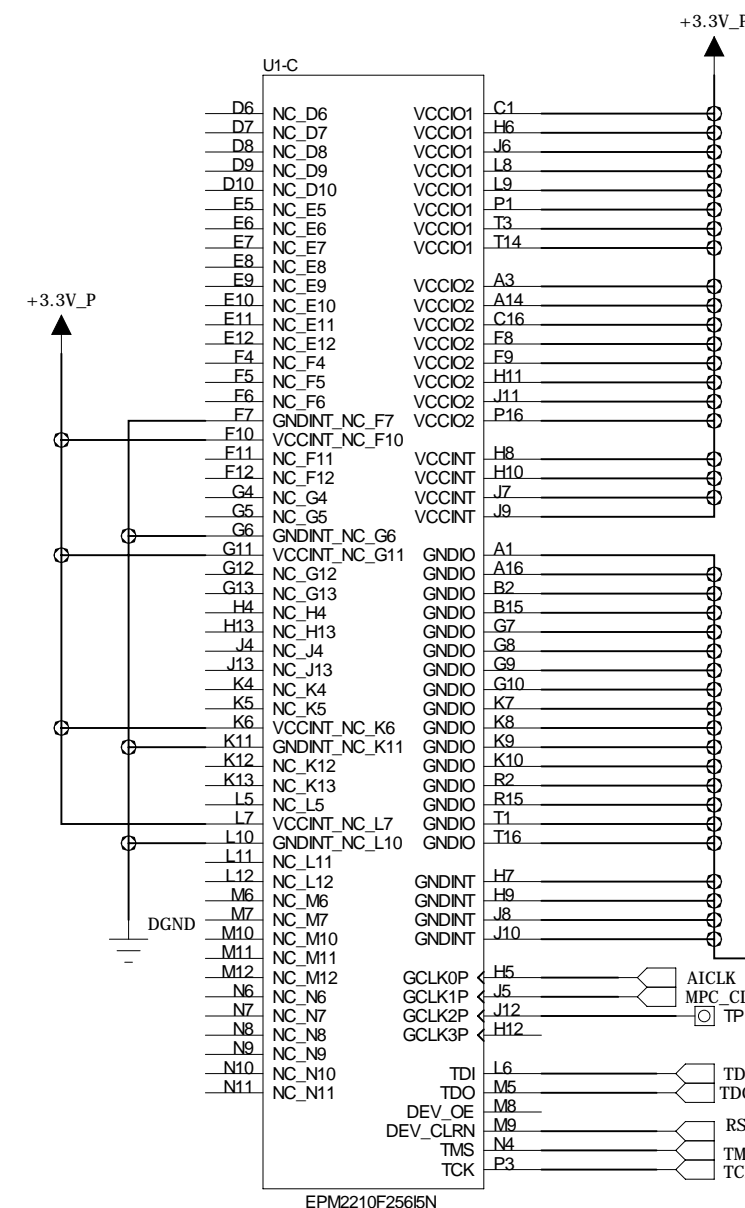 +3.3V_P
U1-C
D6 NC_D6 VCCIO1 C1
D7 NC_D7 VCCIO1 H6
D8 NC_D8 VCCIO1 J6
D9 NC_D9 VCCIO1 L8
D10 NC_D10 VCCIO1 L9
E5 NC_E5 VCCIO1 P1
E6 NC_E6 VCCIO1 T3
E7 NC_E7 VCCIO1 T14
E8 NC_E8
E9 NC_E9 VCCIO2 A3
+3.3V_P
E10 NC_E10 VCCIO2 A14
E11 NC_E11 VCCIO2 C16
E12 NC_E12 VCCIO2 F8
F4 NC_F4 VCCIO2 F9
F5 NC_F5 VCCIO2 H11
F6 NC_F6 VCCIO2 J11
F7 GNDINT_NC_F7 VCCIO2 P16
F10 VCCINT_NC_F10
F11 NC_F11 VCCINT H8
F12 NC_F12 VCCINT H10
G4 NC_G4 VCCINT J7
G5 NC_G5 VCCINT J9
G6 GNDINT_NC_G6
G11 VCCINT_NC_G11 GNDIO A1
G12 NC_G12 GNDIO A16
G13 NC_G13 GNDIO B2
H4 NC_H4 GNDIO B15
H13 NC_H13 GNDIO G7
J4 NC_J4 GNDIO G8
J13 NC_J13 GNDIO G9
K4 NC_K4 GNDIO G10
K5 NC_K5 GNDIO K7
K6 VCCINT_NC_K6 GNDIO K8
K11 GNDINT_NC_K11 GNDIO K9
K12 NC_K12 GNDIO K10
K13 NC_K13 GNDIO R2
L5 NC_L5 GNDIO R15
L7 VCCINT_NC_L7 GNDIO T1
L10 GNDINT_NC_L10 GNDIO T16
L11 NC_L11
L12 NC_L12 GNDINT H7
M6 NC_M6 GNDINT H9
M7 NC_M7 GNDINT J8
DGND
M10 NC_M10 GNDINT J10
M11 NC_M11
M12 NC_M12 GCLK0P H5 AICLK
N6 NC_N6 GCLK1P J5
N7 NC_N7 GCLK2P J12 TP
N8 NC_N8 GCLK3P H12
N9 NC_N9
N10 NC_N10 TDI L6
N11 NC_N11 TDO M5
DEV_OE M8
DEV_CLRN M9
TMS N4
TCK P3
EPM2210F256I5N